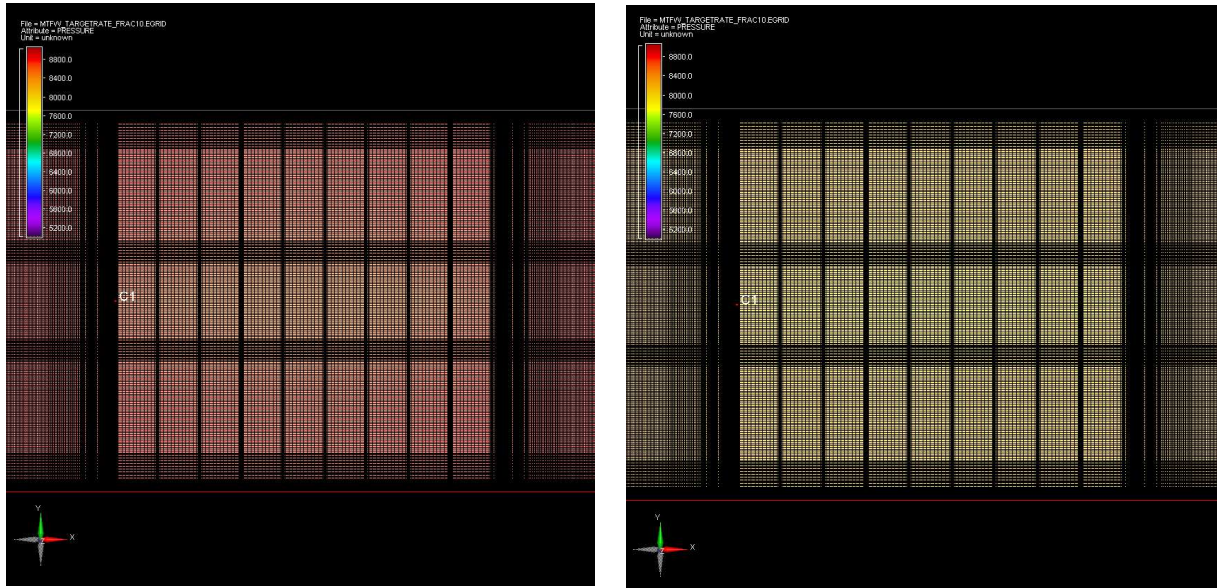 File = MTFW_TARGETRATE_FRAC10.EGRID
Attribute = PRESSURE
Unit = unknown
8800.0
8400.0
8000.0
7600.0
7200.0
6800.0
6400.0
6000.0
5600.0
5200.0
C1
Y
Z
X
File = MTFW_TARGETRATE_FRAC10.EGRID
Attribute = PRESSURE
Unit = unknown
8800.0
8400.0
8000.0
7600.0
7200.0
6800.0
6400.0
6000.0
5600.0
5200.0
C1
Y
Z
X